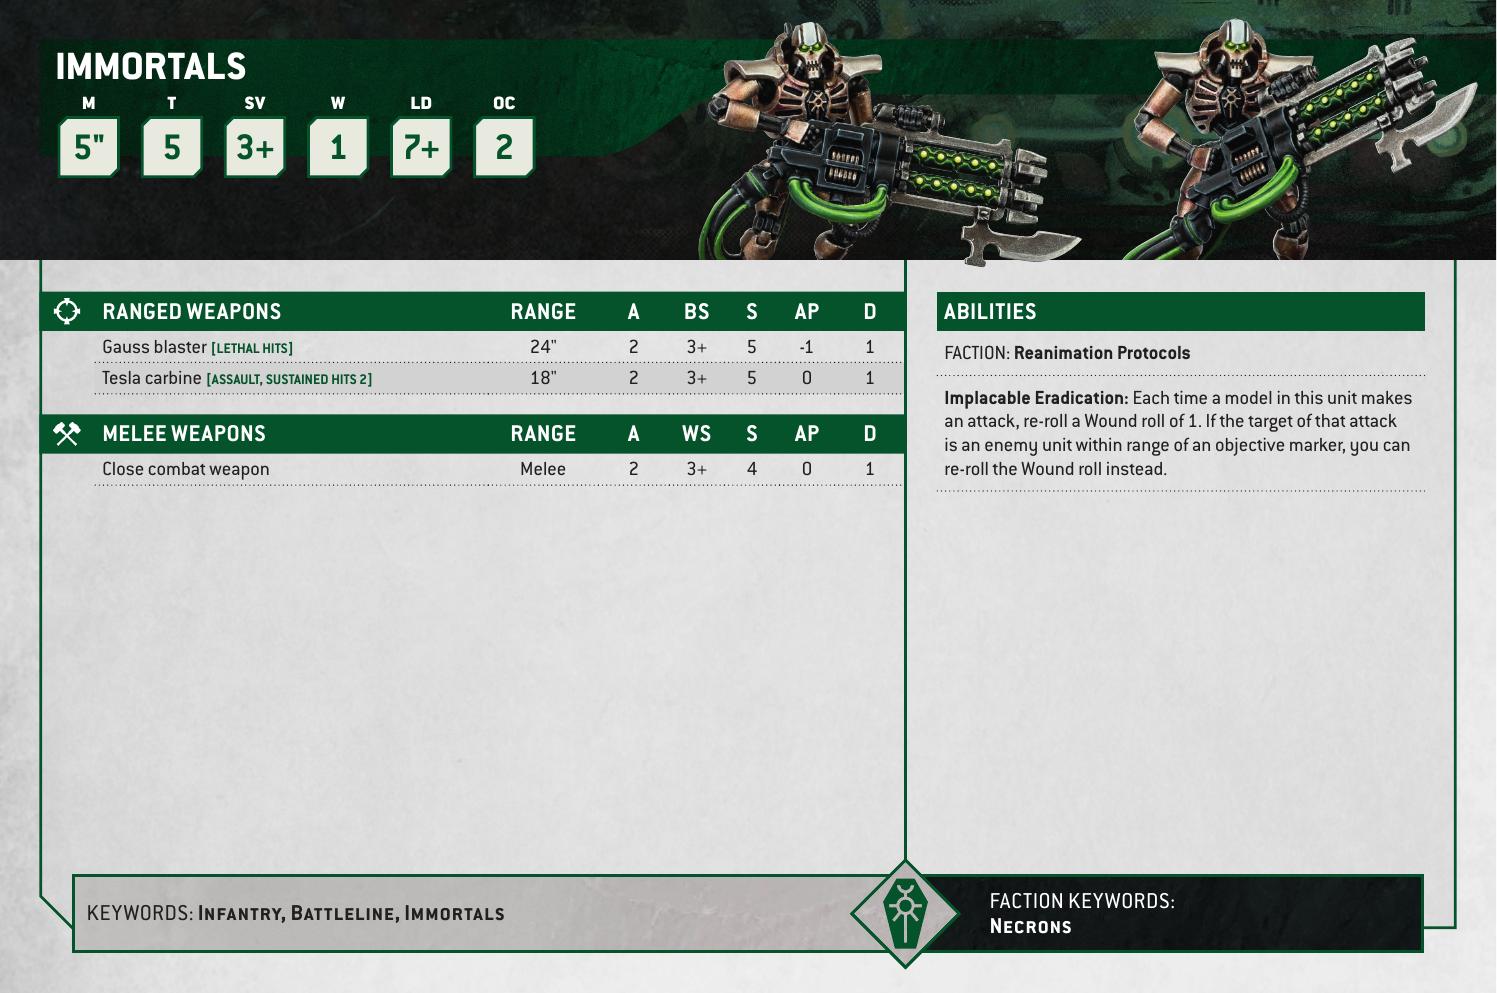 IMMORTALS
M T SV W LD OC
5" 5 3+ 1 7+ 2
RANGED WEAPONS RANGE A BS S AP D
Gauss blaster [LETHAL HITS] 24" 2 3+ 5 -1 1
Tesla carbine [ASSAULT, SUSTAINED HITS 2] 18" 2 3+ 5 0 1
MELEE WEAPONS RANGE A WS S AP D
Close combat weapon Melee 2 3+ 4 0 1
ABILITIES
FACTION: Reanimation Protocols
Implacable Eradication: Each time a model in this unit makes
an attack, re-roll a Wound roll of 1. If the target of that attack
is an enemy unit within range of an objective marker, you can
re-roll the Wound roll instead.
KEYWORDS: INFANTRY, BATTLELINE, IMMORTALS
FACTION KEYWORDS:
NECRONS